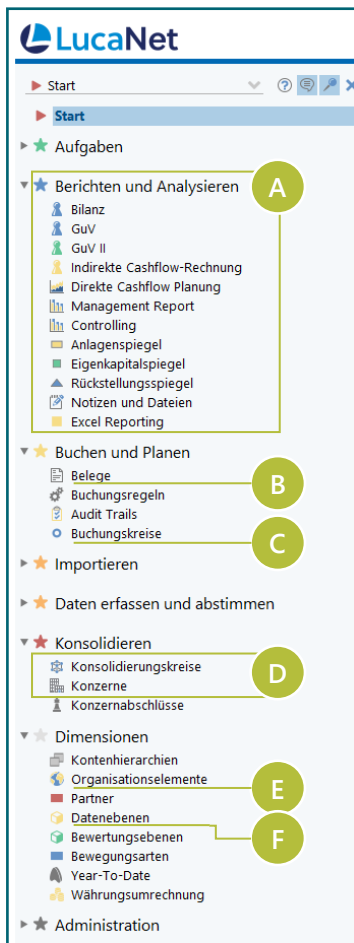 LucaNet
Start
Start
Aufgaben
Berichten und Analysieren
A
Bilanz
GuV
GuV II
Indirekte Cashflow-Rechnung
Direkte Cashflow Planung
Management Report
Controlling
Anlagenspiegel
Eigenkapitalspiegel
Rückstellungsspiegel
Notizen und Dateien
Excel Reporting
Buchen und Planen
Belege
B
Buchungsregeln
Audit Trails
Buchungskreise
C
Importieren
Daten erfassen und abstimmen
Konsolidieren
Konsolidierungskreise
D
Konzerne
Konzernabschlüsse
Dimensionen
Kontenhierarchien
Organisationselemente
E
Partner
Datenebenen
F
Bewertungsebenen
Bewegungsarten
Year-To-Date
Währungsumrechnung
Administration